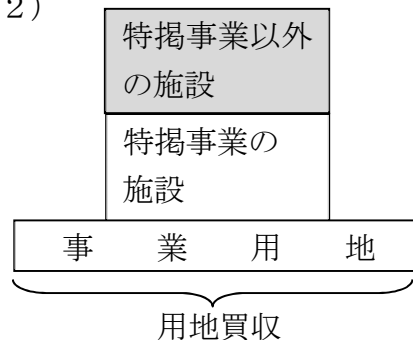 ２）
特掲事業以外
の施設
特掲事業の
施設
事業用地
用地買収